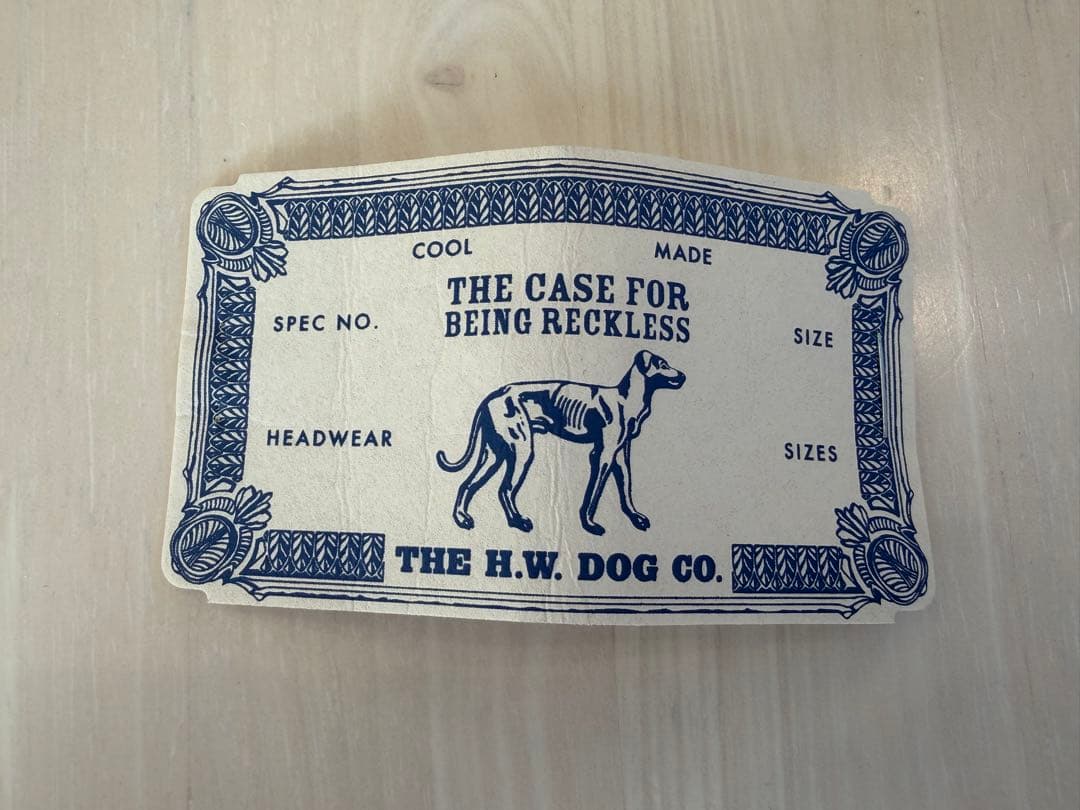 COOL MADE
THE CASE FOR
BEING RECKLESS
SPEC NO. SIZE
HEADWEAR SIZES
THE H.W. DOG CO.